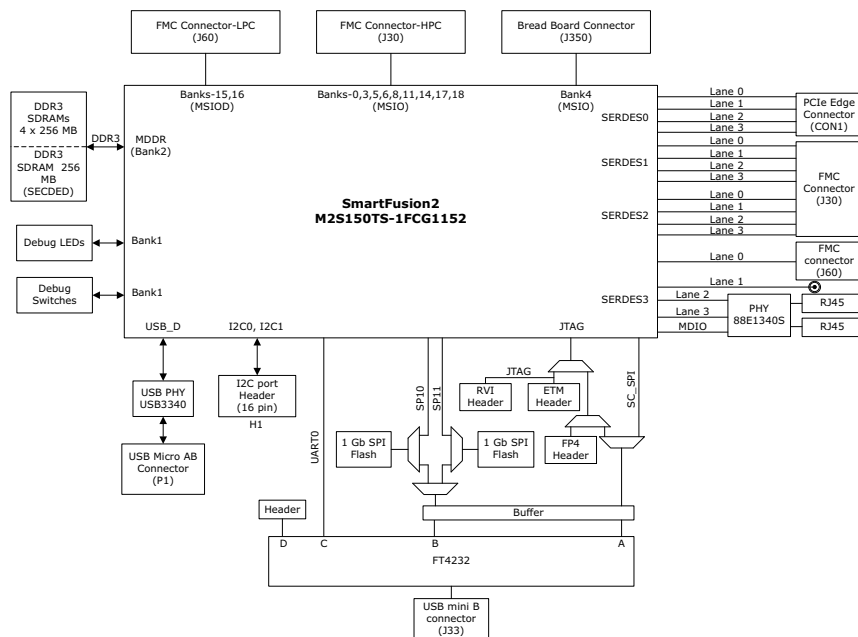 FMC Connector-LPC
(J60)
FMC Connector-HPC
(J30)
Bread Board Connector
(J350)
Banks-15,16
(MSIOD)
Banks-0,3,5,6,8,11,14,17,18
(MSIO)
Bank4
(MSIO)
DDR3
SDRAMs
4 x 256 MB
DDR3
SDRAM 256
MB
(SECDED)
DDR3
MDDR
(Bank2)
SmartFusion2
M2S150TS-1FCG1152
SERDES0
Lane 0
Lane 1
Lane 2
Lane 3
PCIe Edge
Connector
(CON1)
SERDES1
Lane 0
Lane 1
Lane 2
Lane 3
SERDES2
Lane 0
Lane 1
Lane 2
Lane 3
FMC
Connector
(J30)
Lane 0
FMC
connector
(J60)
Lane 1
SERDES3
Lane 2
Lane 3
MDIO
PHY
88E1340S
RJ45
RJ45
Debug LEDs
Bank1
Debug
Switches
Bank1
USB_D
I2C0, I2C1
JTAG
USB PHY
USB3340
I2C port
Header
(16 pin)
H1
USB Micro AB
Connector
(P1)
UART0
SP10
SP11
SC_SPI
JTAG
RVI
Header
ETM
Header
FP4
Header
1 Gb SPI
Flash
1 Gb SPI
Flash
Header
Buffer
D
C
B
A
FT4232
USB mini B
connector
(J33)